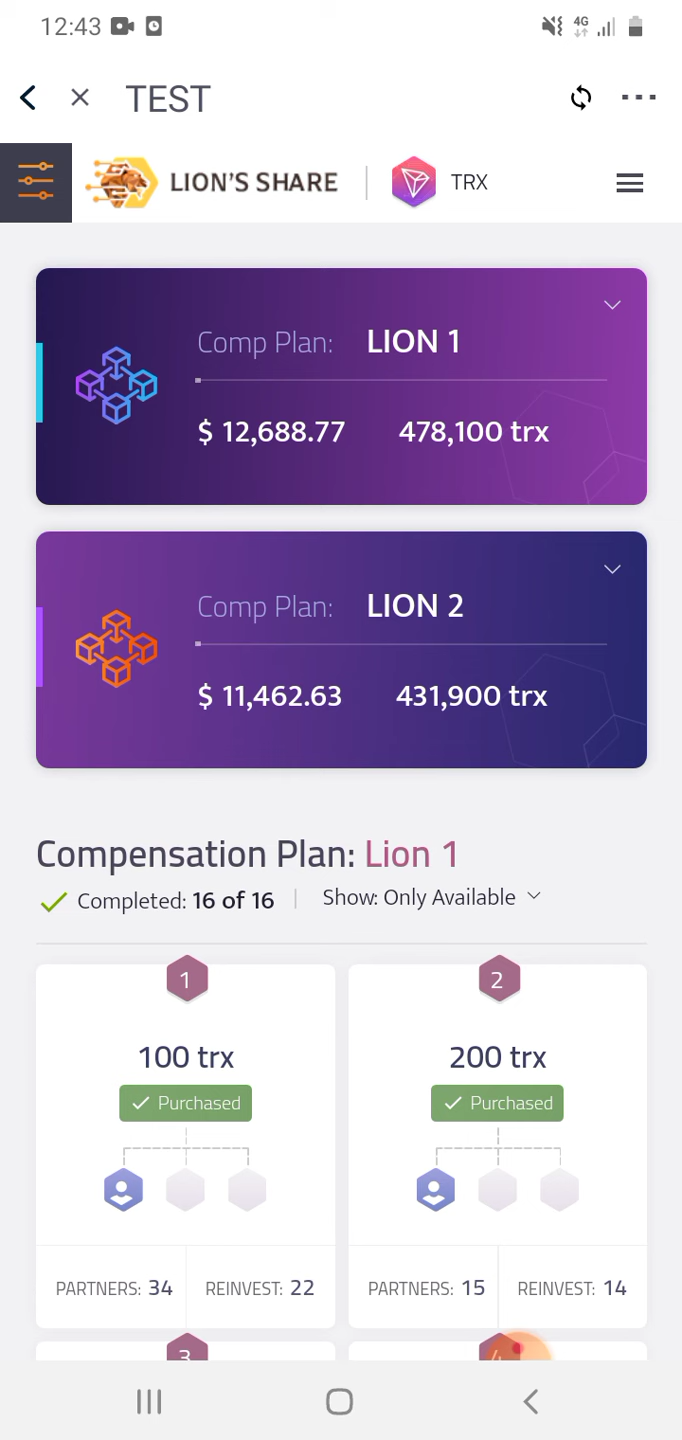 12:43 4G
TEST
LION'S SHARE TRX
Comp Plan: LION 1
$ 12,688.77 478,100 trx
Comp Plan: LION 2
$ 11,462.63 431,900 trx
Compensation Plan: Lion 1
Completed: 16 of 16 Show: Only Available
1 2
100 trx 200 trx
Purchased Purchased
PARTNERS: 34 REINVEST: 22 PARTNERS: 15 REINVEST: 14
3 4